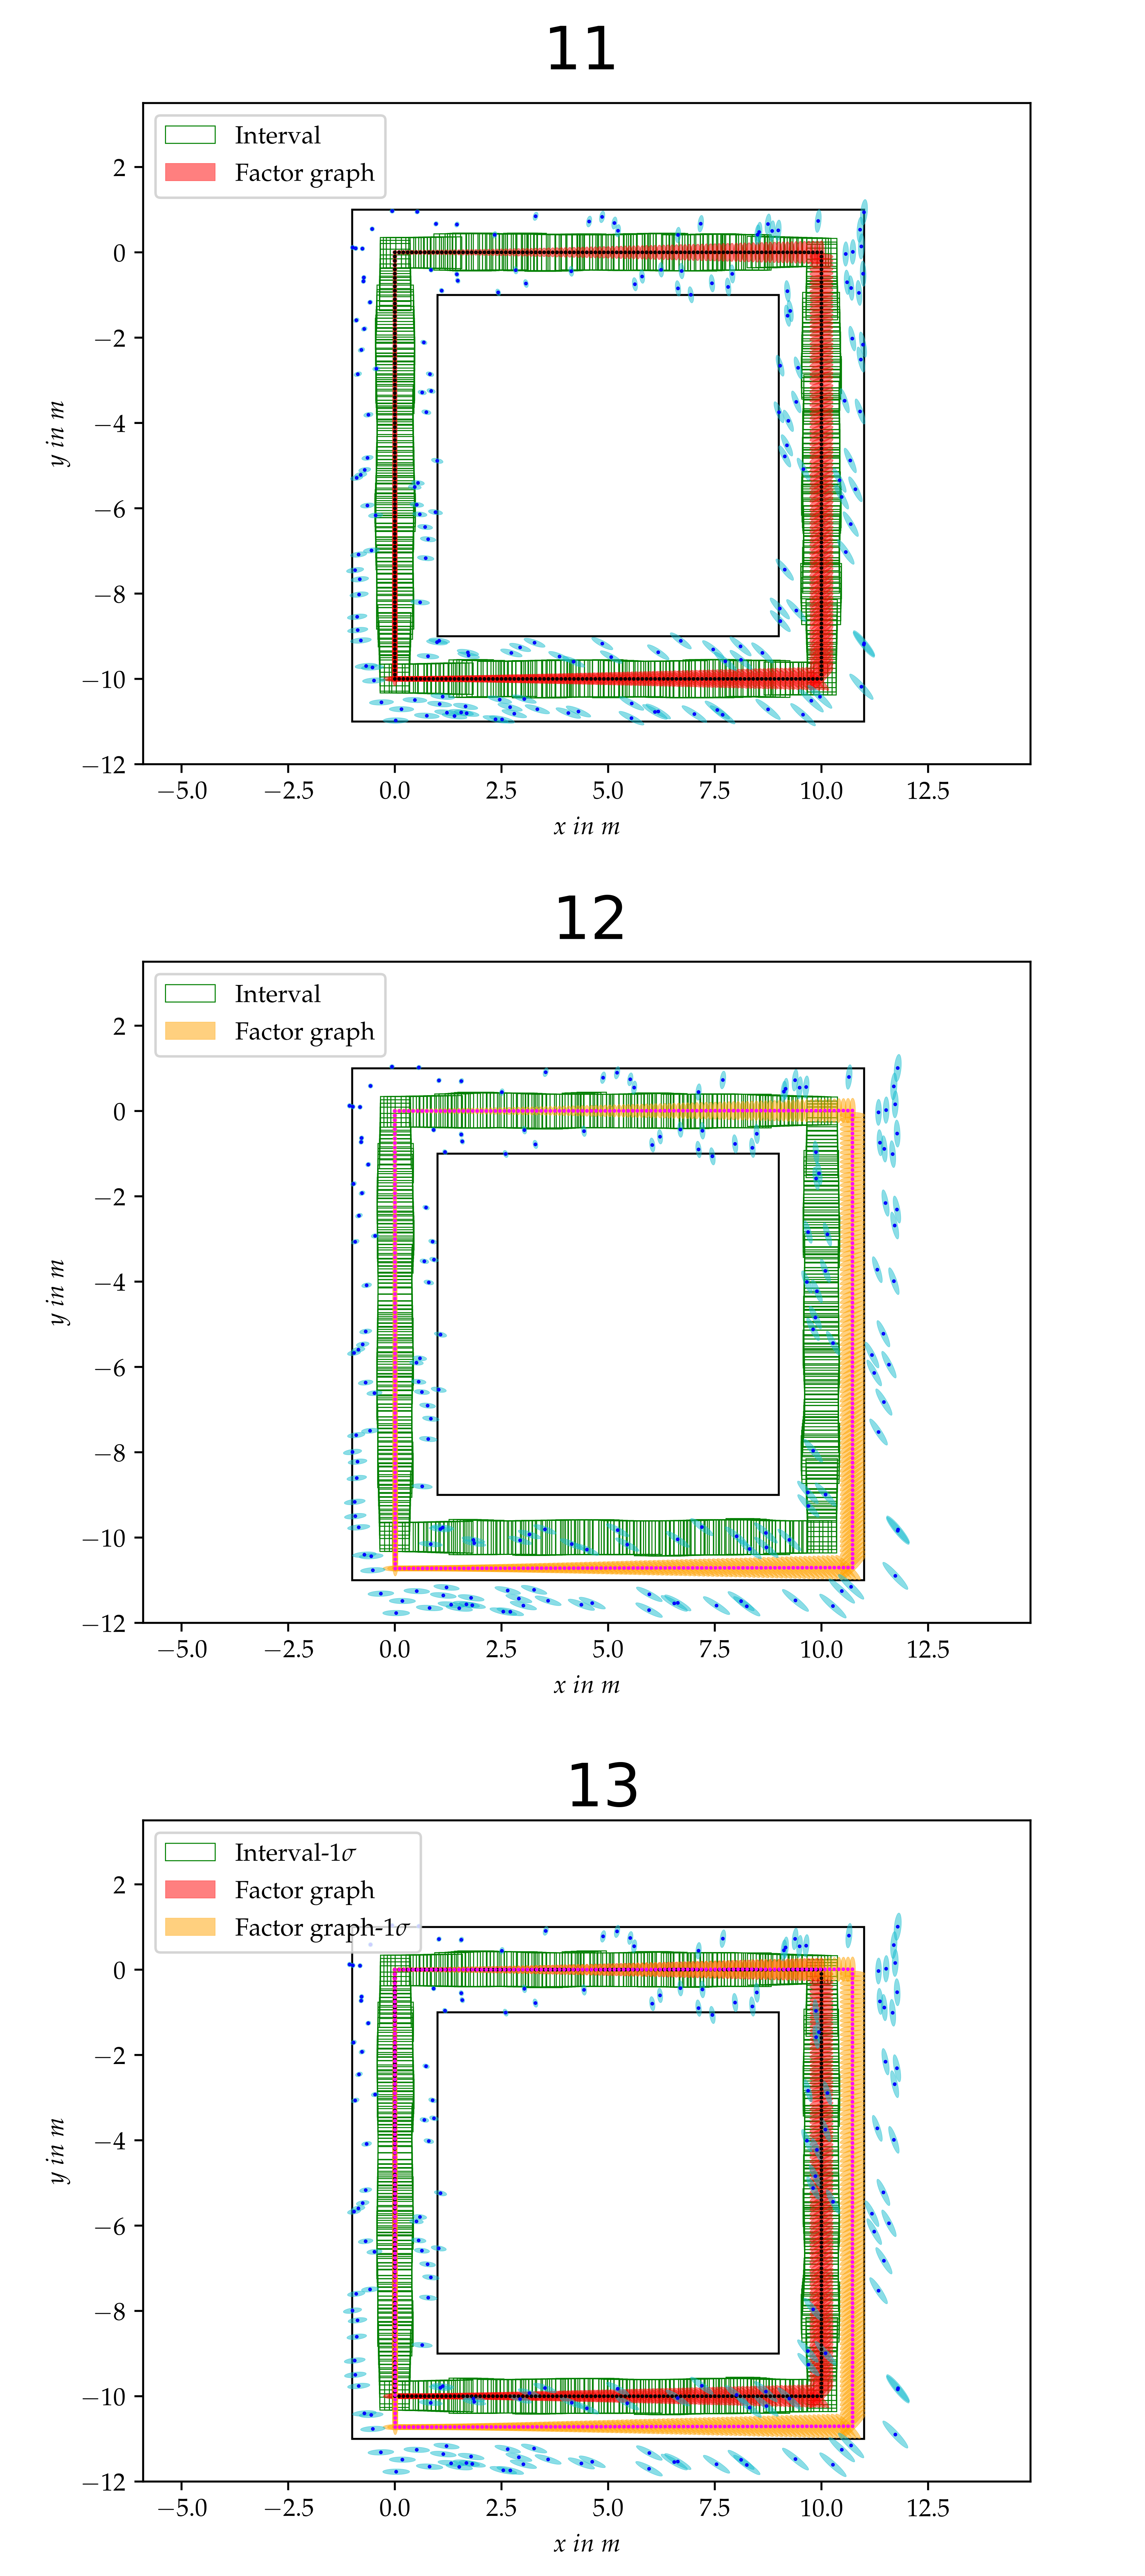 11
Interval
Factor graph
2
0
−2
−4
−6
−8
−10
−12
y in m
−5.0 −2.5 0.0 2.5 5.0 7.5 10.0 12.5
x in m
12
Interval
Factor graph
2
0
−2
−4
−6
−8
−10
−12
y in m
−5.0 −2.5 0.0 2.5 5.0 7.5 10.0 12.5
x in m
13
Interval-1σ
Factor graph
Factor graph-1σ
2
0
−2
−4
−6
−8
−10
−12
y in m
−5.0 −2.5 0.0 2.5 5.0 7.5 10.0 12.5
x in m